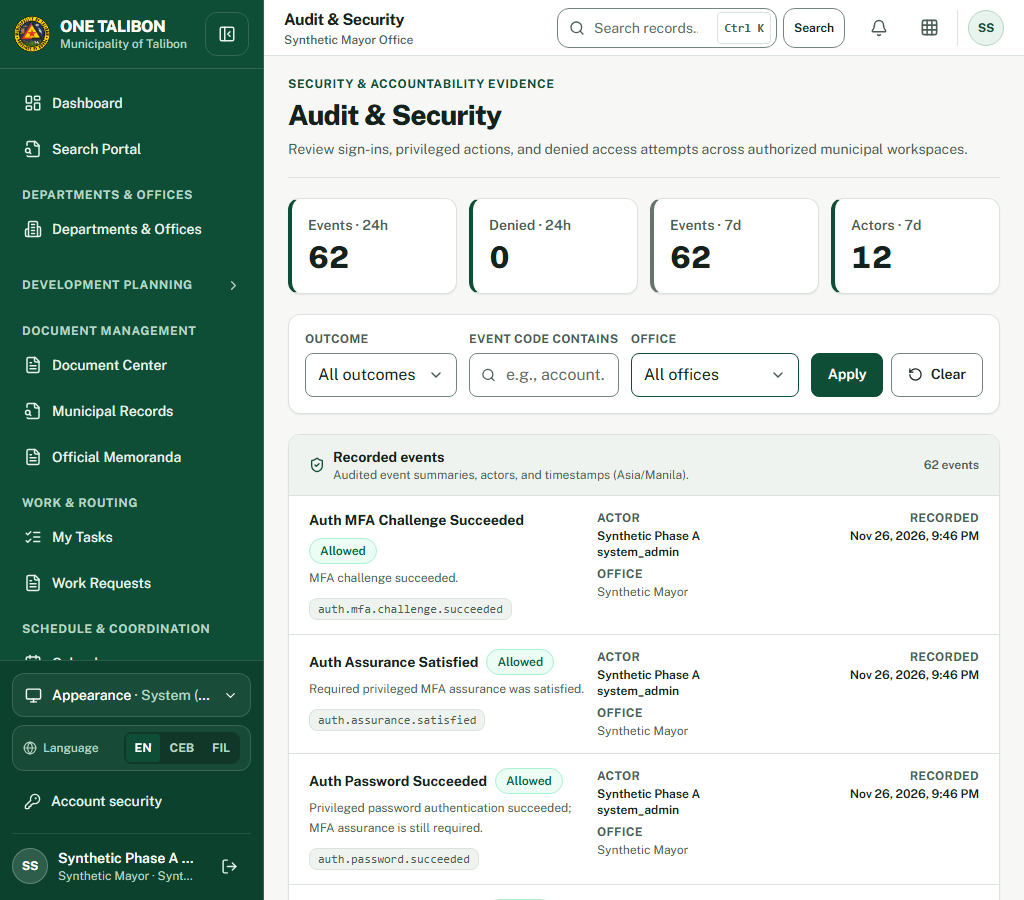 ONE TALIBON
Municipality of Talibon
Dashboard
Search Portal
DEPARTMENTS & OFFICES
Departments & Offices
DEVELOPMENT PLANNING
DOCUMENT MANAGEMENT
Document Center
Municipal Records
Official Memoranda
WORK & ROUTING
My Tasks
Work Requests
SCHEDULE & COORDINATION
Appearance · System (...
Language EN CEB FIL
Account security
SS
Synthetic Phase A ...
Synthetic Mayor · Synt...
Audit & Security
Synthetic Mayor Office
Search records.. Ctrl K Search SS
SECURITY & ACCOUNTABILITY EVIDENCE
Audit & Security
Review sign-ins, privileged actions, and denied access attempts across authorized municipal workspaces.
Events · 24h
62
Denied · 24h
0
Events · 7d
62
Actors · 7d
12
OUTCOME
All outcomes
EVENT CODE CONTAINS
e.g., account.
OFFICE
All offices
Apply
Clear
Recorded events
Audited event summaries, actors, and timestamps (Asia/Manila).
62 events
Auth MFA Challenge Succeeded
Allowed
MFA challenge succeeded.
auth.mfa.challenge.succeeded
ACTOR
Synthetic Phase A
system_admin
OFFICE
Synthetic Mayor
RECORDED
Nov 26, 2026, 9:46 PM
Auth Assurance Satisfied Allowed
Required privileged MFA assurance was satisfied.
auth.assurance.satisfied
ACTOR
Synthetic Phase A
system_admin
OFFICE
Synthetic Mayor
RECORDED
Nov 26, 2026, 9:46 PM
Auth Password Succeeded Allowed
Privileged password authentication succeeded;
MFA assurance is still required.
auth.password.succeeded
ACTOR
Synthetic Phase A
system_admin
OFFICE
Synthetic Mayor
RECORDED
Nov 26, 2026, 9:46 PM